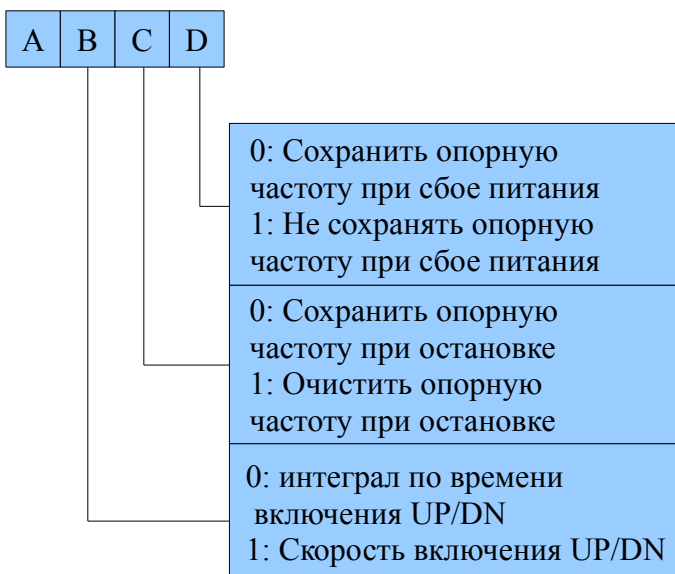 A B C D
0: Сохранить опорную
частоту при сбое питания
1: Не сохранять опорную
частоту при сбое питания
0: Сохранить опорную
частоту при остановке
1: Очистить опорную
частоту при остановке
0: интеграл по времени
включения UP/DN
1: Скорость включения UP/DN